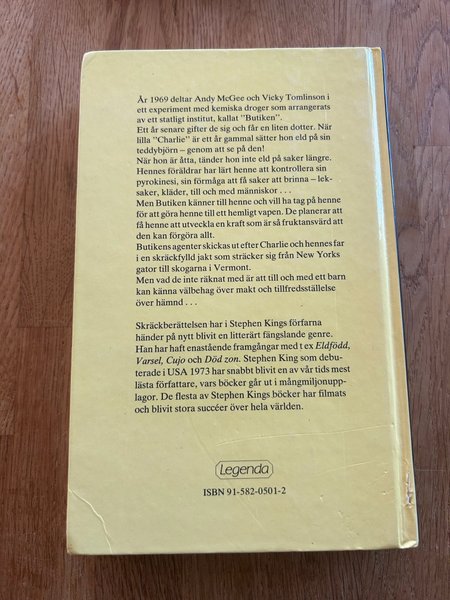 År 1969 deltar Andy McGee och Vicky Tomlinson i
ett experiment med kemiska droger som arrangerats
av ett statligt institut, kallat "Butiken".
Ett år senare gifter de sig och får en liten dotter. När
lilla "Charlie" är ett år gammal sätter hon eld på sin
teddybjörn – genom att se på den!
När hon är åtta, tänder hon inte eld på saker längre.
Hennes föräldrar har lärt henne att kontrollera sin
pyrokinesi, sin förmåga att få saker att brinna – lek-
saker, kläder, till och med människor . . .
Men Butiken känner till henne och vill ha tag på henne
för att göra henne till ett hemligt vapen. De planerar att
få henne att utveckla en kraft som är så fruktansvärd att
den kan förgöra allt.
Butikens agenter skickas ut efter Charlie och hennes far
i en skräckfylld jakt som sträcker sig från New Yorks
gator till skogarna i Vermont.
Men vad de inte räknat med är att till och med ett barn
kan känna välbehag över makt och tillfredsställelse
över hämnd . . .
Skräckberättelsen har i Stephen Kings förfarna
händer på nytt blivit en litterärt fängslande genre.
Han har haft enastående framgångar med t ex Eldfödd,
Varsel, Cujo och Död zon. Stephen King som debu-
terade i USA 1973 har snabbt blivit en av vår tids mest
lästa författare, vars böcker går ut i mångmiljonupp-
lagor. De flesta av Stephen Kings böcker har filmats
och blivit stora succéer över hela världen.
Legenda
ISBN 91-582-0501-2